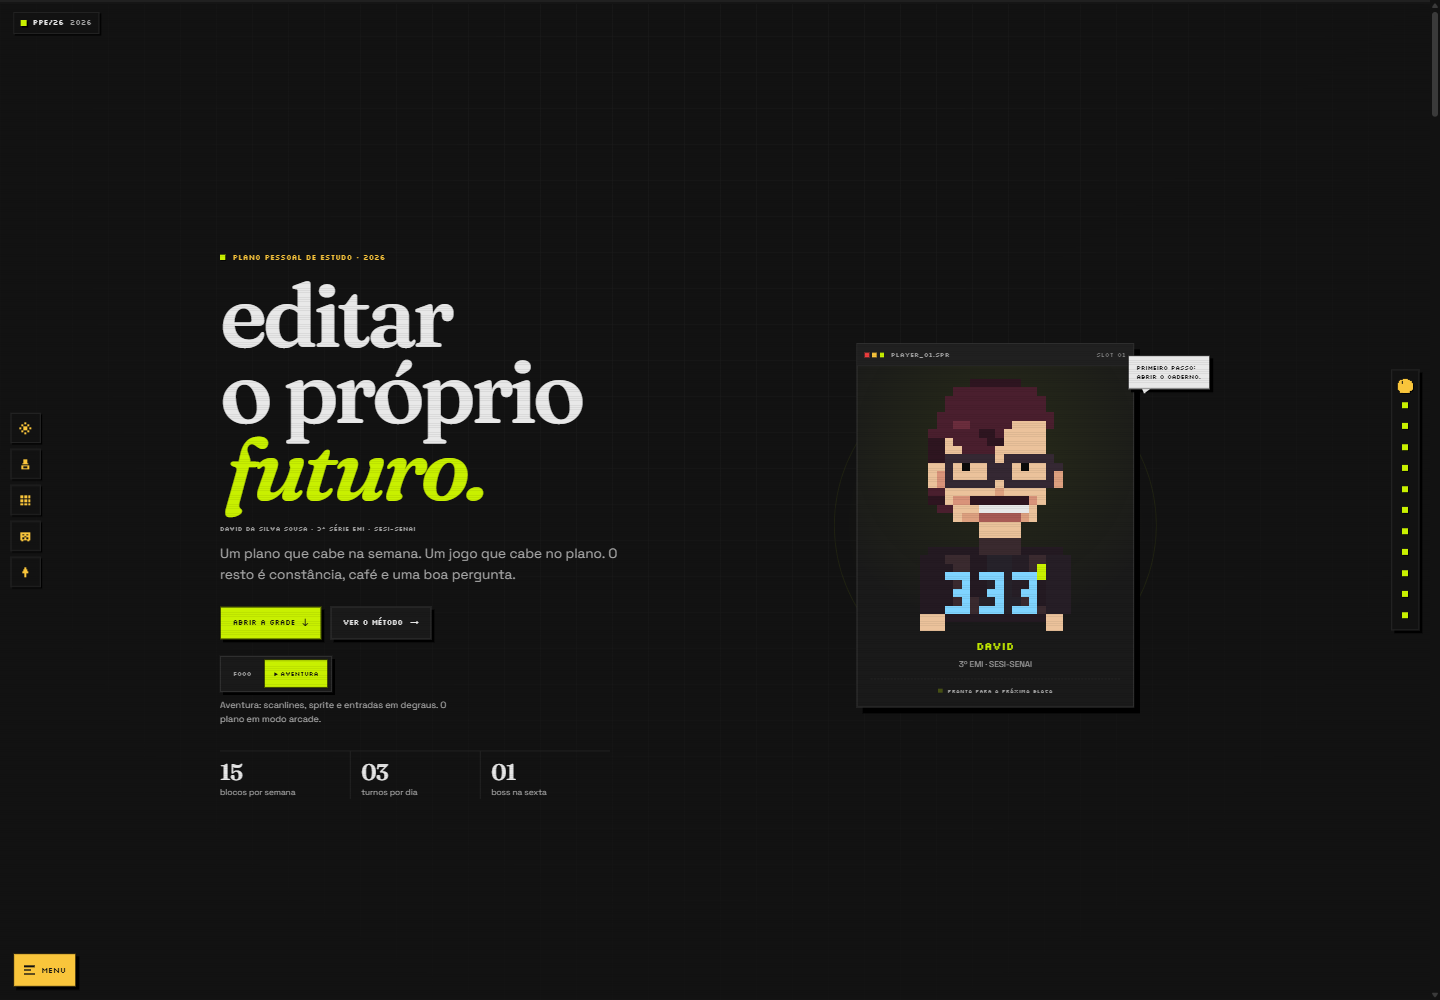 PPE/26 2026
PLANO PESSOAL DE ESTUDO · 2026
editar
o próprio
futuro.
DAVID DA SILVA SOUSA · 3ª SÉRIE EMI · SESI-SENAI
Um plano que cabe na semana. Um jogo que cabe no plano. O
resto é constância, café e uma boa pergunta.
ABRIR A GRADE ↓
VER O MÉTODO →
FOCO
▸ AVENTURA
Aventura: scanlines, sprite e entradas em degraus. O
plano em modo arcade.
15
blocos por semana
03
turnos por dia
01
boss na sexta
PLAYER_01.SPR
SLOT 01
PRIMEIRO PASSO:
ABRIR O CADERNO.
333
DAVID
3º EMI · SESI-SENAI
PRONTA PARA O PRÓXIMO BLOCO
MENU